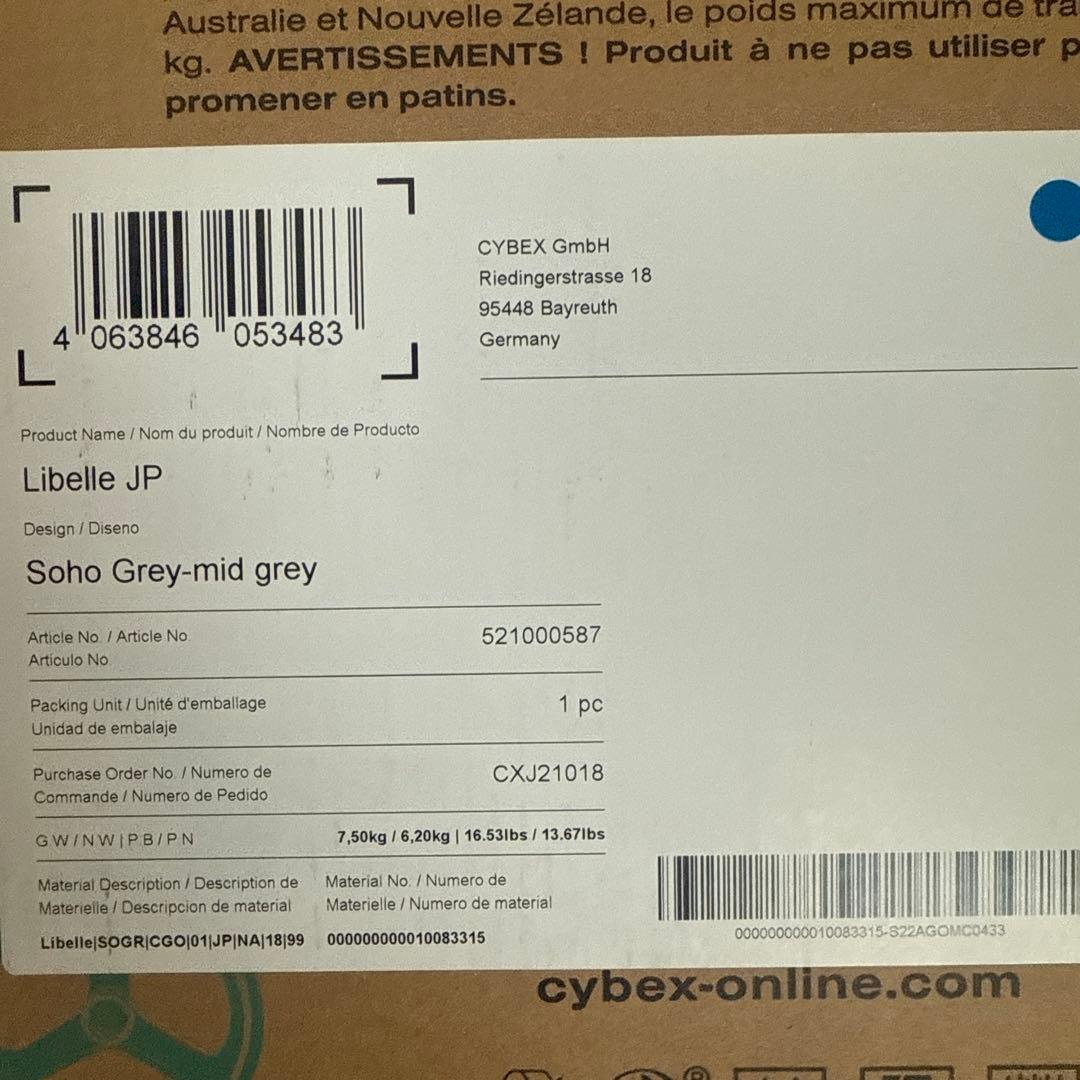 Australie et Nouvelle Zélande, le poids maximum de
kg. AVERTISSEMENTS ! Produit à ne pas utiliser
promener en patins.
4 063846 053483
CYBEX GmbH
Riedingerstrasse 18
95448 Bayreuth
Germany
Product Name / Nom du produit / Nombre de Producto
Libelle JP
Design / Diseno
Soho Grey-mid grey
Article No. / Article No.
Articulo No.
521000587
Packing Unit / Unité d'emballage
Unidad de embalaje
1 pc
Purchase Order No. / Numero de
Commande / Numero de Pedido
CXJ21018
GW/NW|PB/PN
7,50kg / 6,20kg | 16.53lbs / 13.67lbs
Material Description / Description de
Materielle / Descripcion de material
Material No. / Numero de
Materielle / Numero de material
Libelle|SOGR|CGO|01|JP|NA|18|99
000000000010083315
000000000010083315-S22AGOMC0433
cybex-online.com